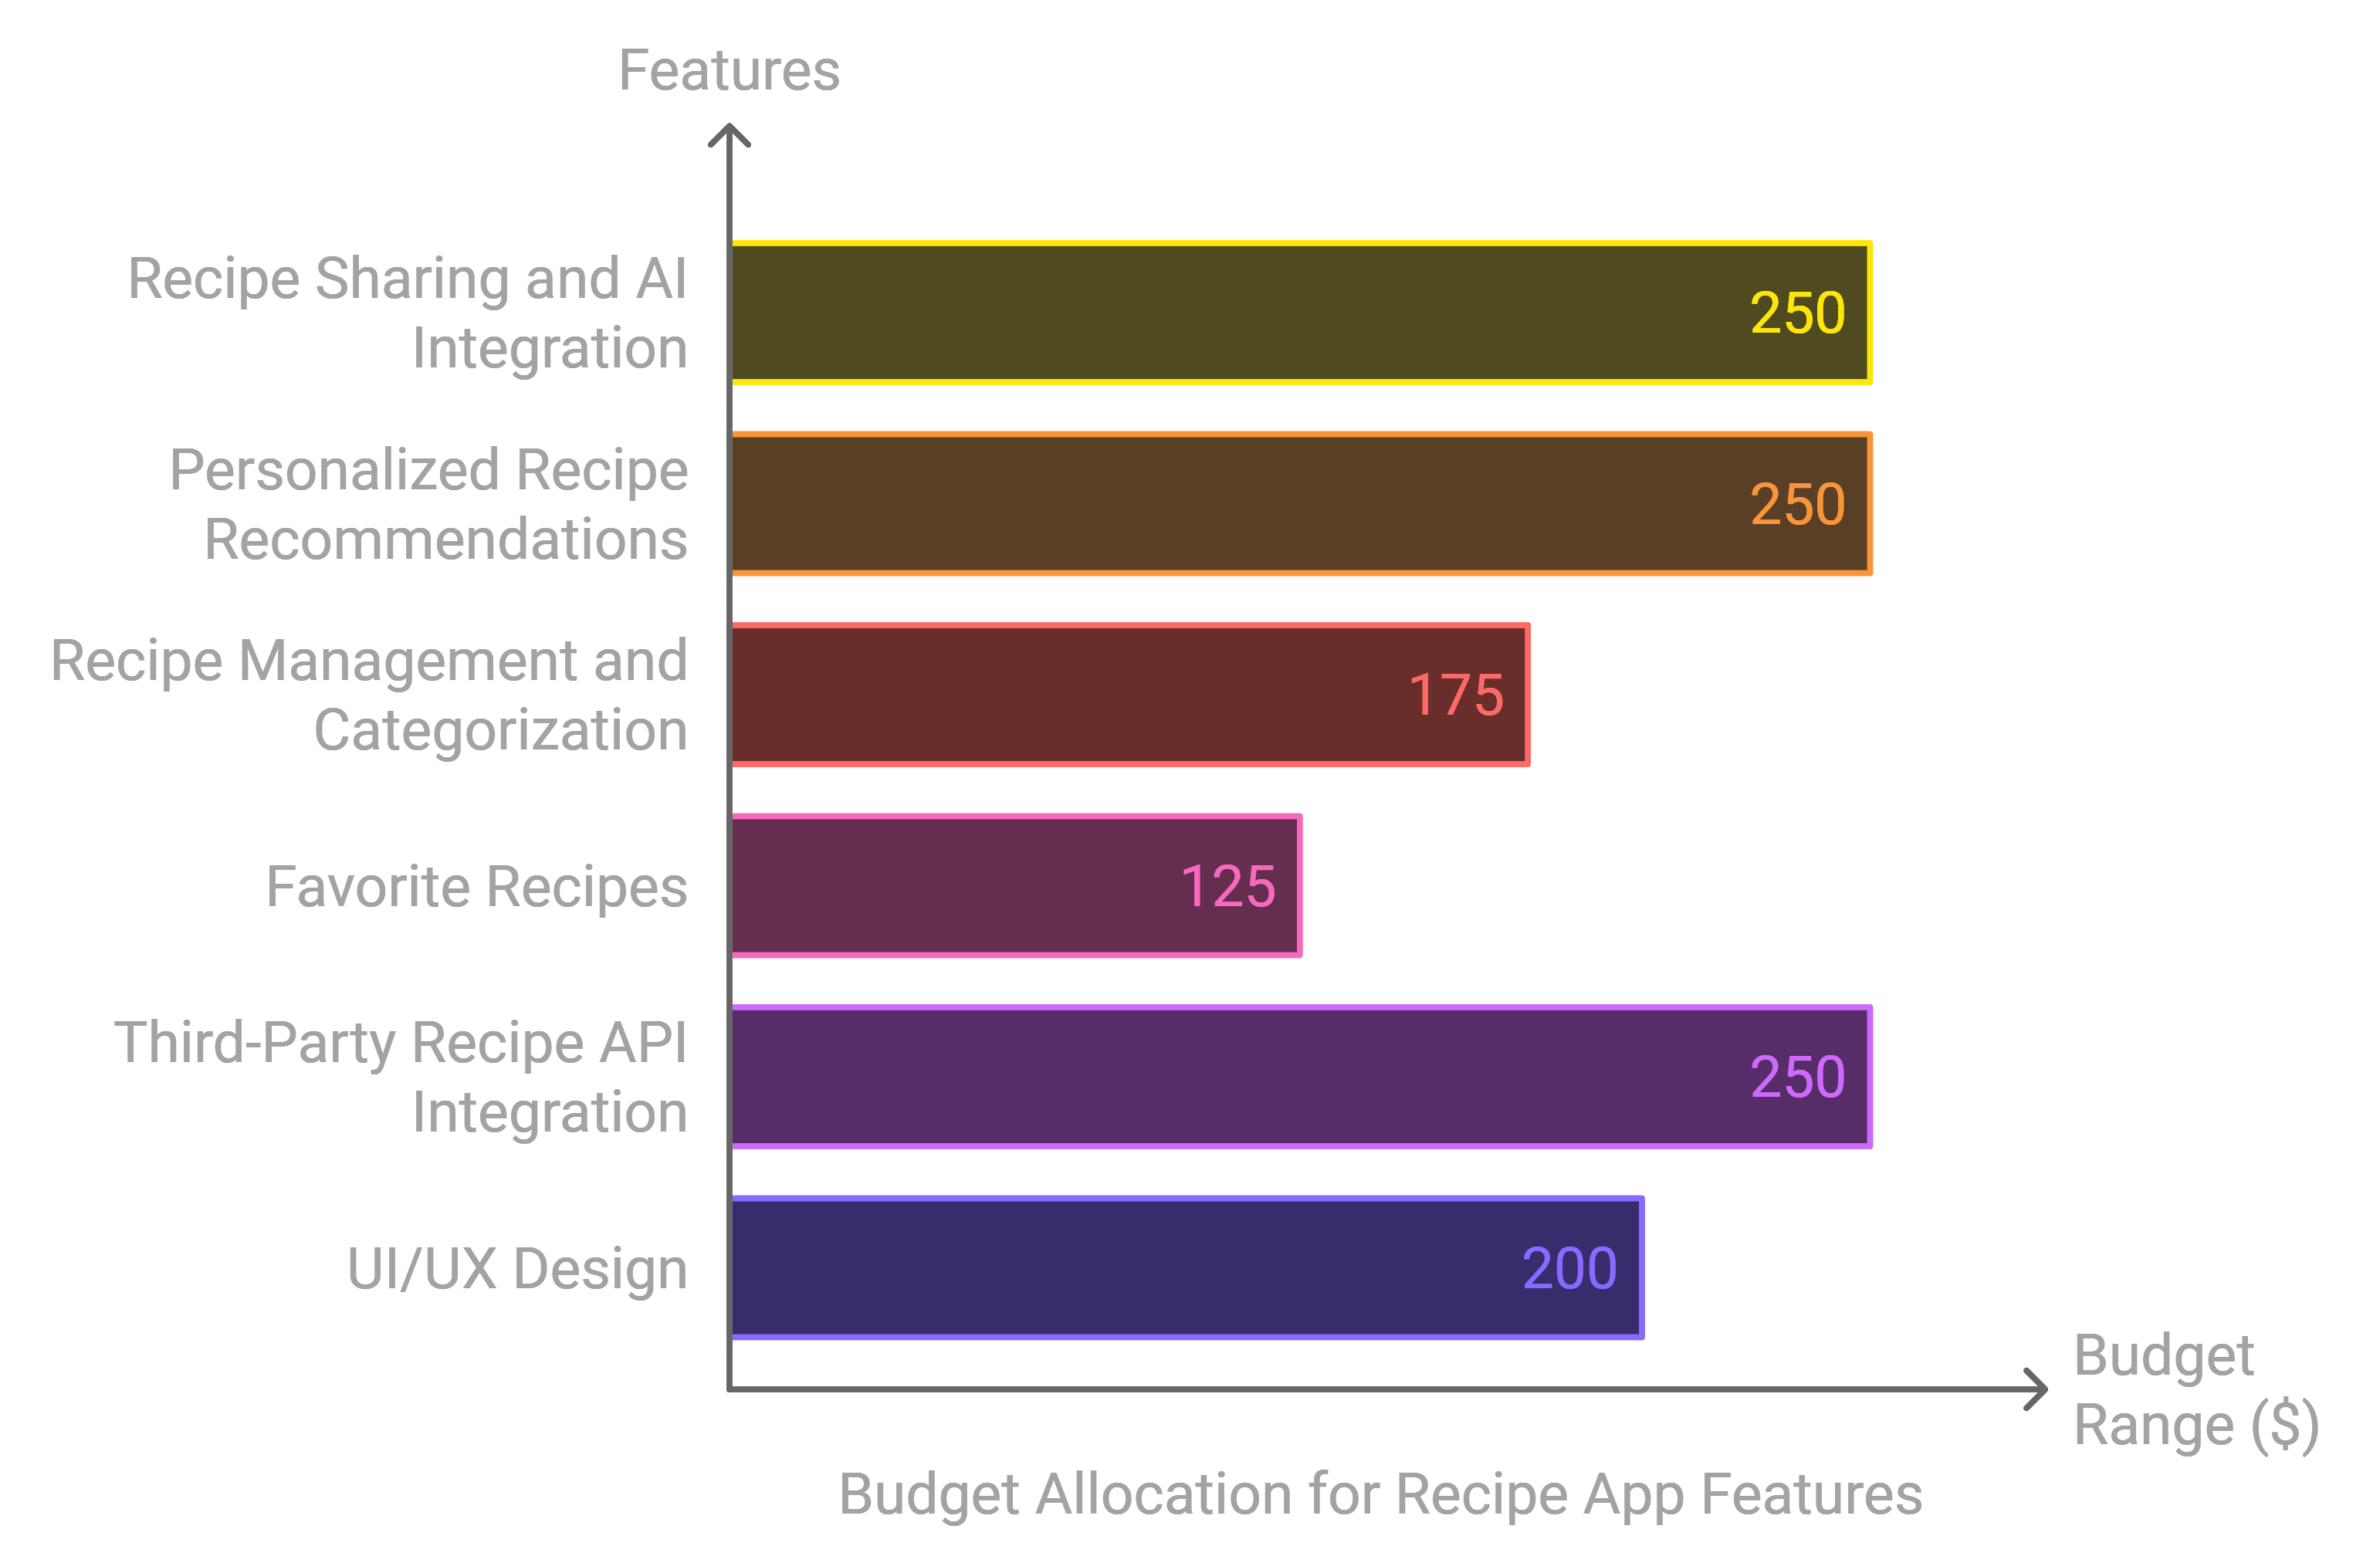 Features
Recipe Sharing and AI
Integration
250
Personalized Recipe
Recommendations
250
Recipe Management and
Categorization
175
Favorite Recipes
125
Third-Party Recipe API
Integration
250
UI/UX Design
200
Budget
Range ($)
Budget Allocation for Recipe App Features